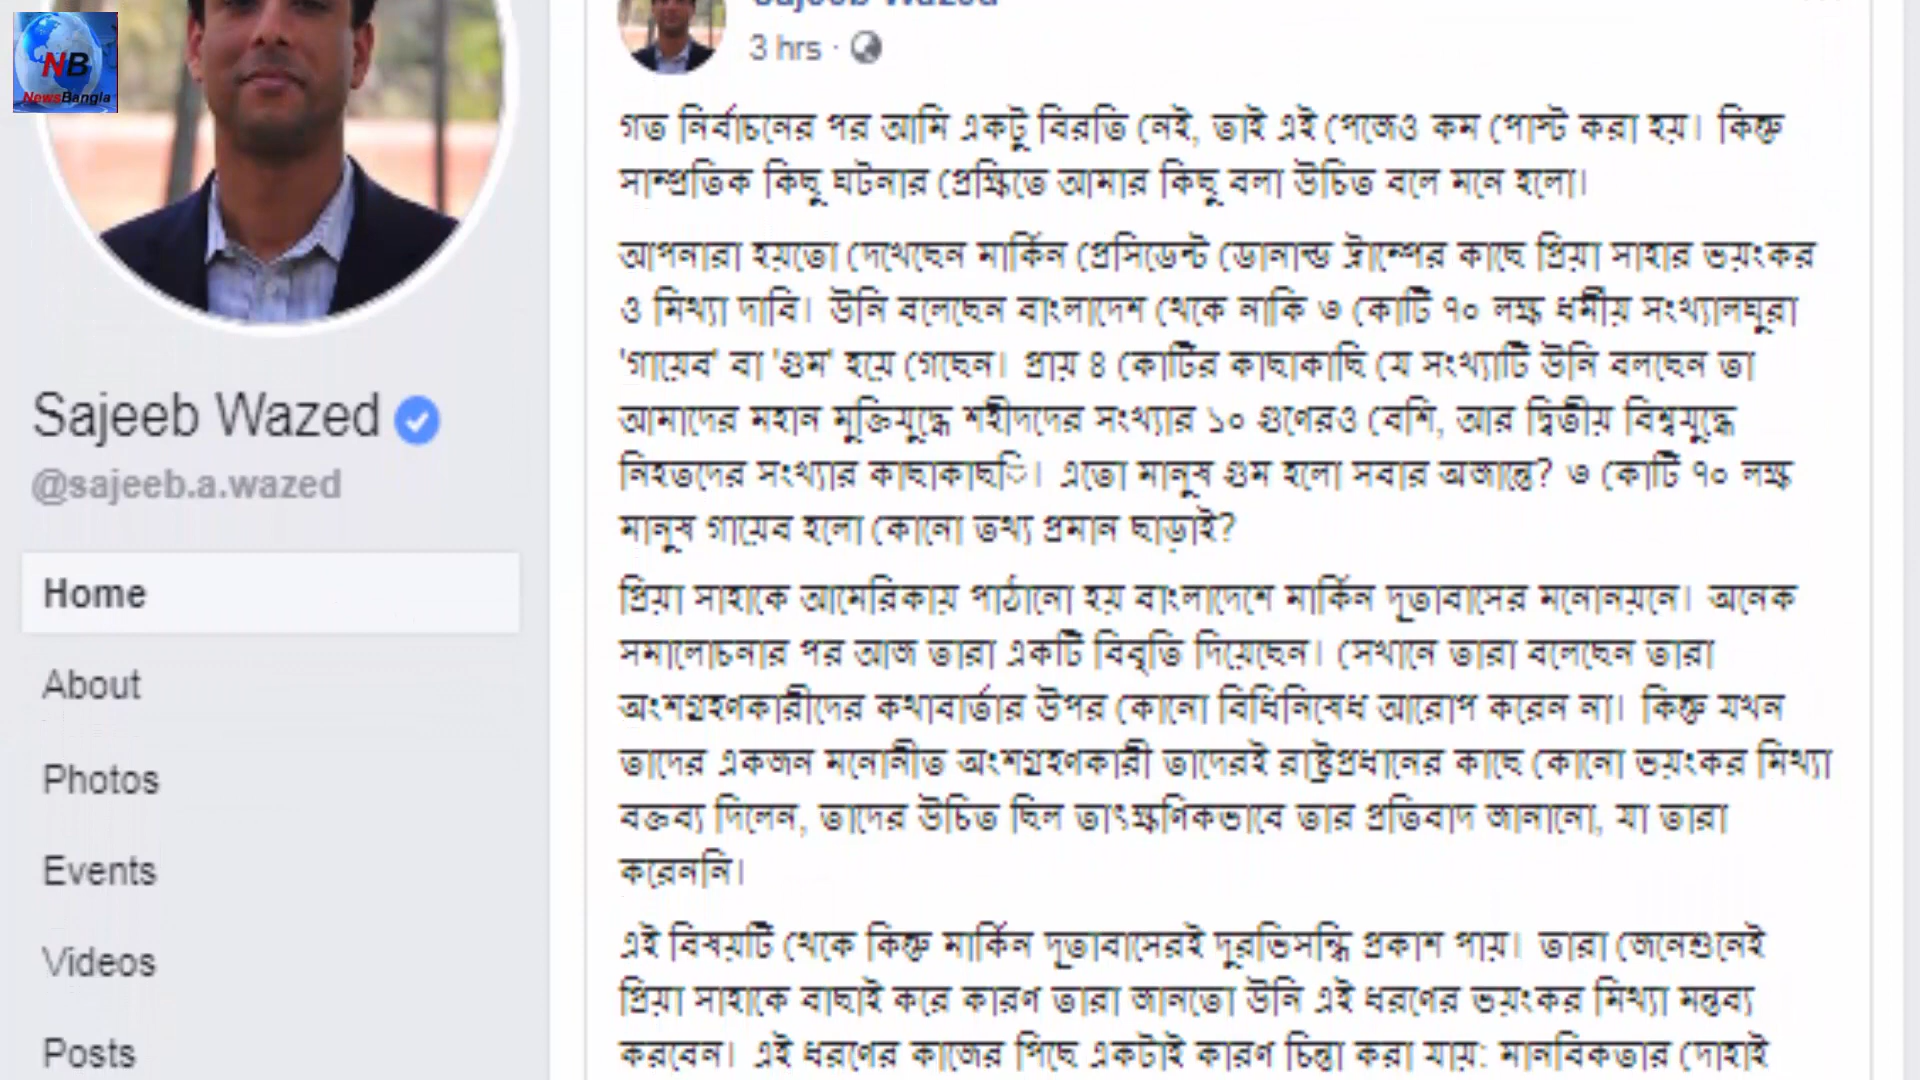 NB
NewsBangla
Sajeeb Wazed
@sajeeb.a.wazed
Home
About
Photos
Events
Videos
Posts
Sajeeb Wazed
3 hrs ·
গত নির্বাচনের পর আমি একটু বিরতি নেই, তাই এই পেজেও কম পোস্ট করা হয়। কিন্তু
সাম্প্রতিক কিছু ঘটনার প্রেক্ষিতে আমার কিছু বলা উচিত বলে মনে হলো।
আপনারা হয়তো দেখেছেন মার্কিন প্রেসিডেন্ট ডোনাল্ড ট্রাম্পের কাছে প্রিয়া সাহার ভয়ংকর
ও মিথ্যা দাবি। উনি বলেছেন বাংলাদেশ থেকে নাকি ৩ কোটি ৭০ লক্ষ ধর্মীয় সংখ্যালঘুরা
'গায়েব' বা 'গুম' হয়ে গেছেন। প্রায় ৪ কোটির কাছাকাছি যে সংখ্যাটি উনি বলছেন তা
আমাদের মহান মুক্তিযুদ্ধে শহীদদের সংখ্যার ১০ গুণেরও বেশি, আর দ্বিতীয় বিশ্বযুদ্ধে
নিহতদের সংখ্যার কাছাকাছি। এতো মানুষ গুম হলো সবার অজান্তে? ৩ কোটি ৭০ লক্ষ
মানুষ গায়েব হলো কোনো তথ্য প্রমান ছাড়াই?
প্রিয়া সাহাকে আমেরিকায় পাঠানো হয় বাংলাদেশে মার্কিন দূতাবাসের মনোনয়নে। অনেক
সমালোচনার পর আজ তারা একটি বিবৃতি দিয়েছেন। সেখানে তারা বলেছেন তারা
অংশগ্রহণকারীদের কথাবার্তার উপর কোনো বিধিনিষেধ আরোপ করেন না। কিন্তু যখন
তাদের একজন মনোনীত অংশগ্রহণকারী তাদেরই রাষ্ট্রপ্রধানের কাছে কোনো ভয়ংকর মিথ্যা
বক্তব্য দিলেন, তাদের উচিত ছিল তাৎক্ষণিকভাবে তার প্রতিবাদ জানানো, যা তারা
করেননি।
এই বিষয়টি থেকে কিন্তু মার্কিন দূতাবাসেরই দুরভিসন্ধি প্রকাশ পায়। তারা জেনেশুনেই
প্রিয়া সাহাকে বাছাই করে কারণ তারা জানতো উনি এই ধরণের ভয়ংকর মিথ্যা মন্তব্য
করবেন। এই ধরণের কাজের পিছে একটাই কারণ চিন্তা করা যায়: মানবিকতার দোহাই